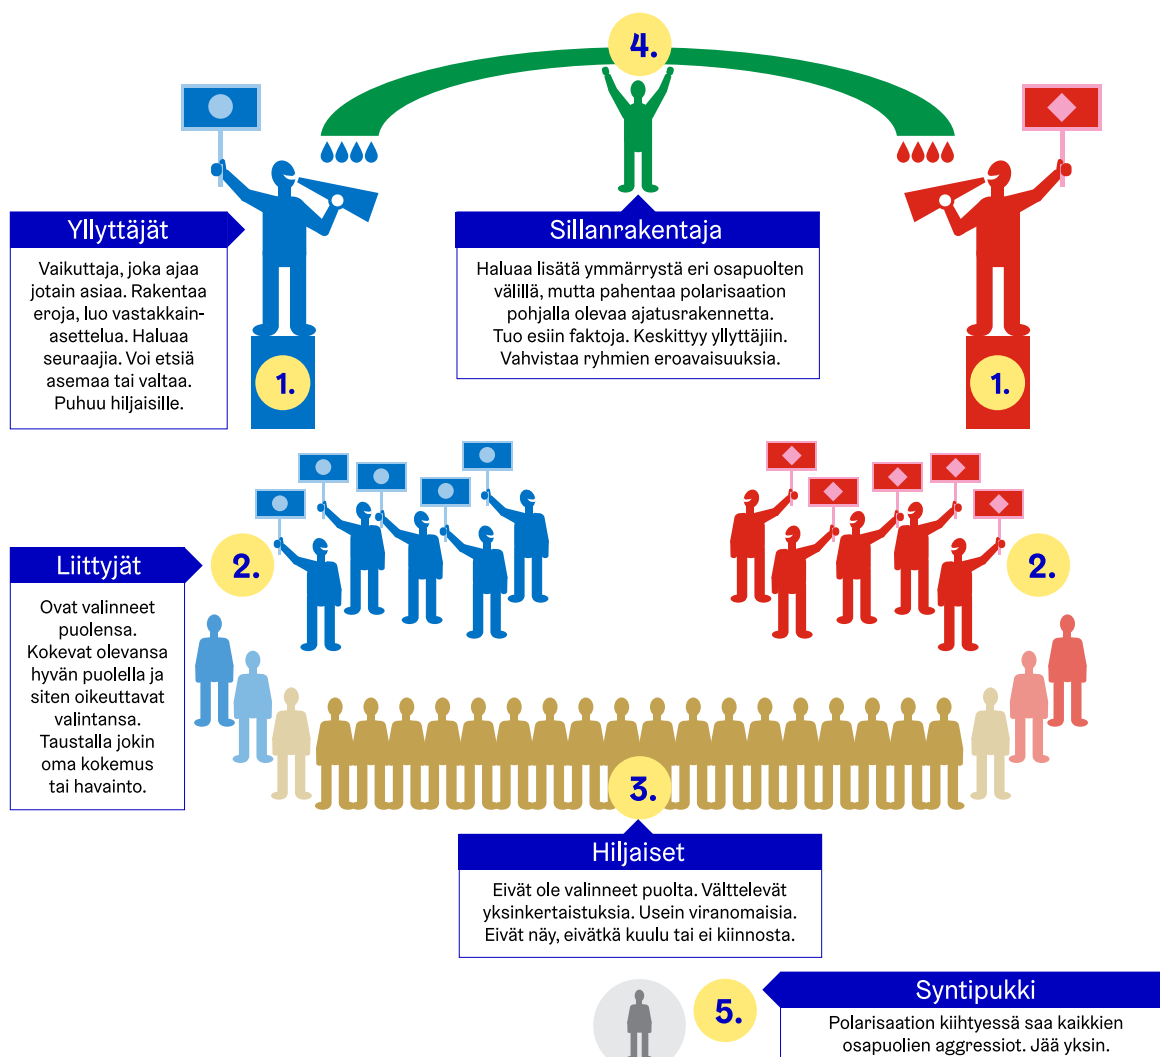 4.
Yllyttäjät
Vaikuttaja, joka ajaa
jotain asiaa. Rakentaa
eroja, luo vastakkain-
asettelua. Haluaa
seuraajia. Voi etsiä
asemaa tai valtaa.
Puhuu hiljaisille.
1.
Sillanrakentaja
Haluaa lisätä ymmärrystä eri osapuolten
välillä, mutta pahentaa polarisaation
pohjalla olevaa ajatusrakennetta.
Tuo esiin faktoja. Keskittyy yllyttäjiin.
Vahvistaa ryhmien eroavaisuuksia.
1.
Liittyjät
Ovat valinneet
puolensa.
Kokevat olevansa
hyvän puolella ja
siten oikeuttavat
valintansa.
Taustalla jokin
oma kokemus
tai havainto.
2.
2.
3.
Hiljaiset
Eivät ole valinneet puolta. Välttelevät
yksinkertaistuksia. Usein viranomaisia.
Eivät näy, eivätkä kuulu tai ei kiinnosta.
5.
Syntipukki
Polarisaation kiihtyessä saa kaikkien
osapuolien aggressiot. Jää yksin.